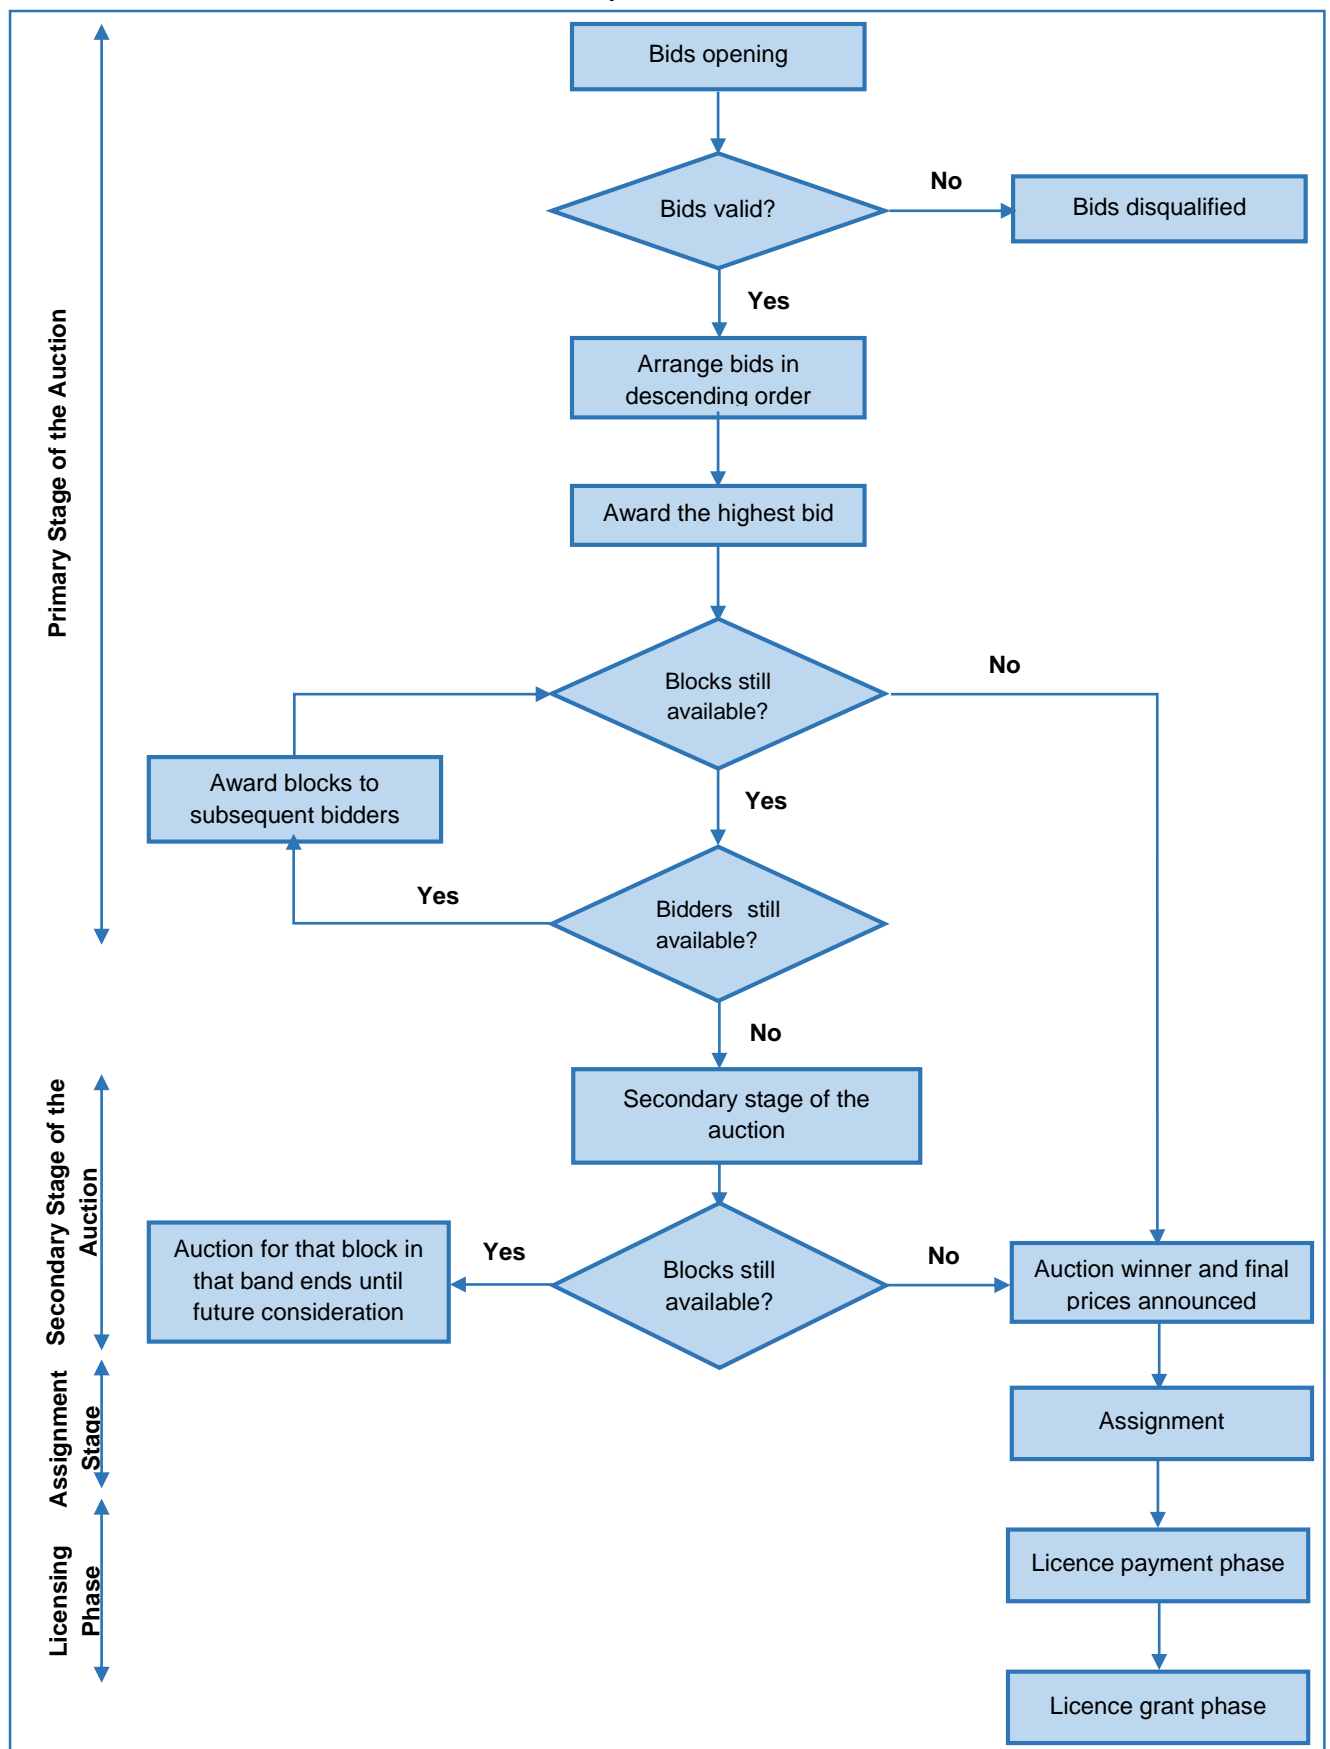 Bids opening
Bids valid?
No
Bids disqualified
Yes
Arrange bids in
descending order
Award the highest bid
Primary Stage of the Auction
Blocks still
available?
No
Award blocks to
subsequent bidders
Yes
Bidders still
available?
Yes
No
Secondary Stage of the
Auction
Secondary stage of the
auction
Auction for that block in
that band ends until
future consideration
Yes
Blocks still
available?
No
Auction winner and final
prices announced
Assignment
Stage
Assignment
Licensing
Phase
Licence payment phase
Licence grant phase